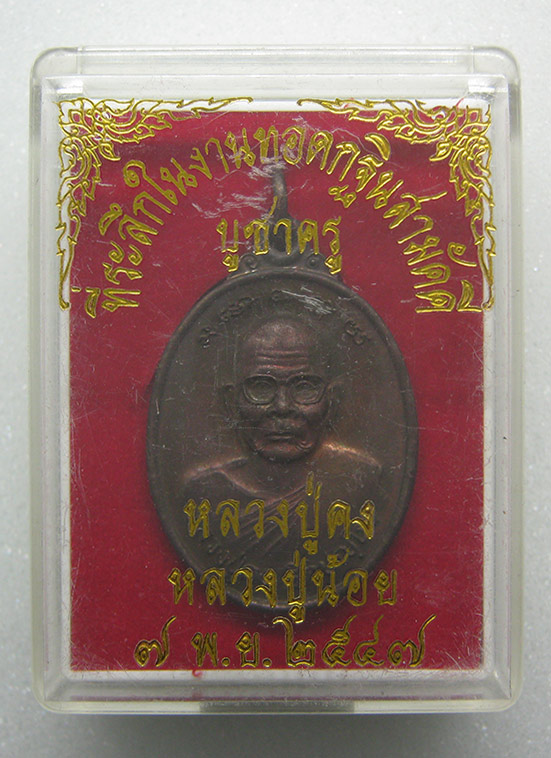 ที่ระลึกในงานทอดกฐินสามัคคี
บูชาครู
หลวงปู่คง
หลวงปู่น้อย
๗ พ.ย.๒๕๔๗